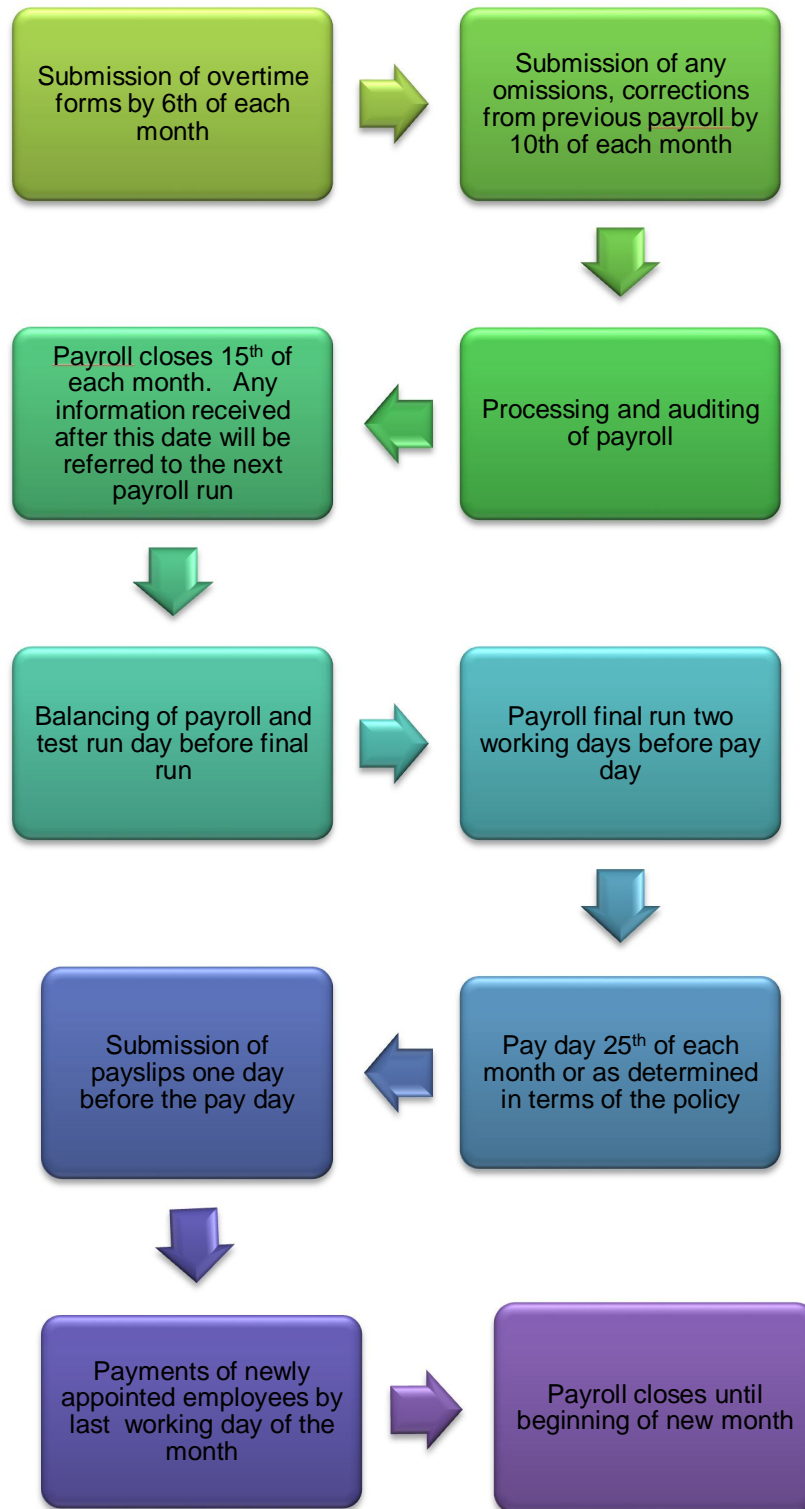 Submission of overtime
forms by 6th of each
month
Submission of any
omissions, corrections
from previous payroll by
10th of each month
Processing and auditing
of payroll
Payroll closes 15th of
each month. Any
information received
after this date will be
referred to the next
payroll run
Balancing of payroll and
test run day before final
run
Payroll final run two
working days before pay
day
Pay day 25th of each
month or as determined
in terms of the policy
Submission of
payslips one day
before the pay day
Payments of newly
appointed employees by
last working day of the
month
Payroll closes until
beginning of new month